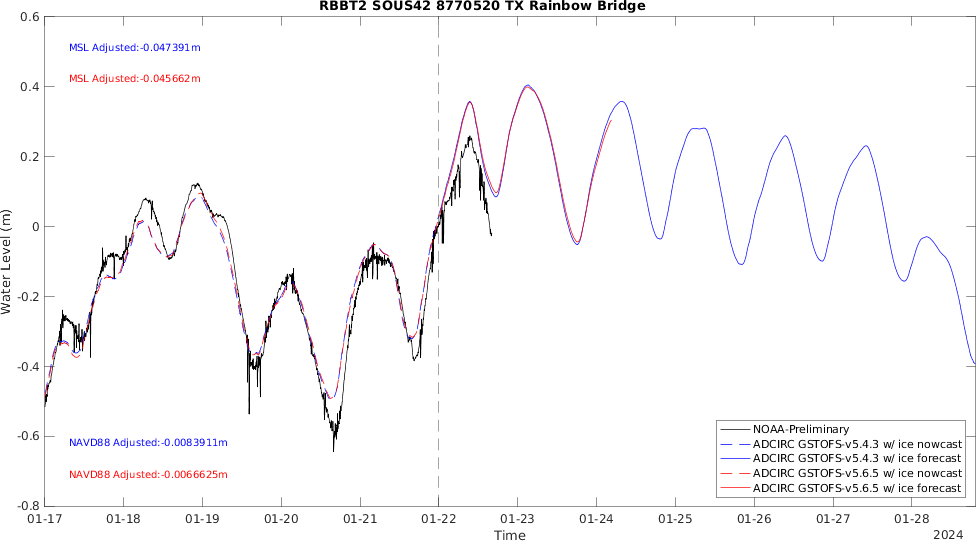 RBBT2 SOUS42 8770520 TX Rainbow Bridge
0.6
MSL Adjusted:-0.047391m
MSL Adjusted:-0.045662m
0.4
0.2
0
-0.2
-0.4
-0.6
-0.8
Water Level (m)
NAVD88 Adjusted:-0.0083911m
NAVD88 Adjusted:-0.0066625m
NOAA-Preliminary
ADCIRC GSTOFS-v5.4.3 w/ ice nowcast
ADCIRC GSTOFS-v5.4.3 w/ ice forecast
ADCIRC GSTOFS-v5.6.5 w/ ice nowcast
ADCIRC GSTOFS-v5.6.5 w/ ice forecast
01-17 01-18 01-19 01-20 01-21 01-22 01-23 01-24 01-25 01-26 01-27 01-28
Time
2024